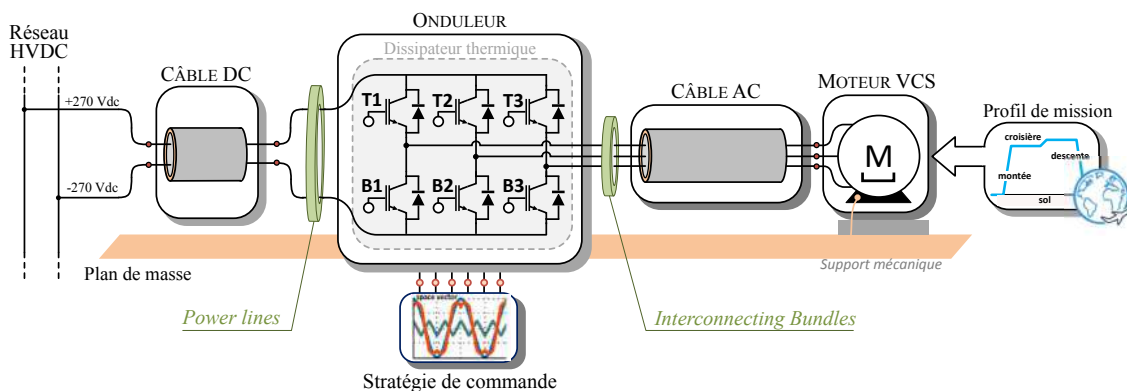 Réseau
HVDC
+270 Vdc
-270 Vdc
CÂBLE DC
ONDULEUR
Dissipateur thermique
T1 T2 T3
B1 B2 B3
CÂBLE AC
MOTEUR VCS
M
Profil de mission
croisière
descente
montée
sol
Plan de masse
Support mécanique
Power lines
Interconnecting Bundles
space vector
Stratégie de commande